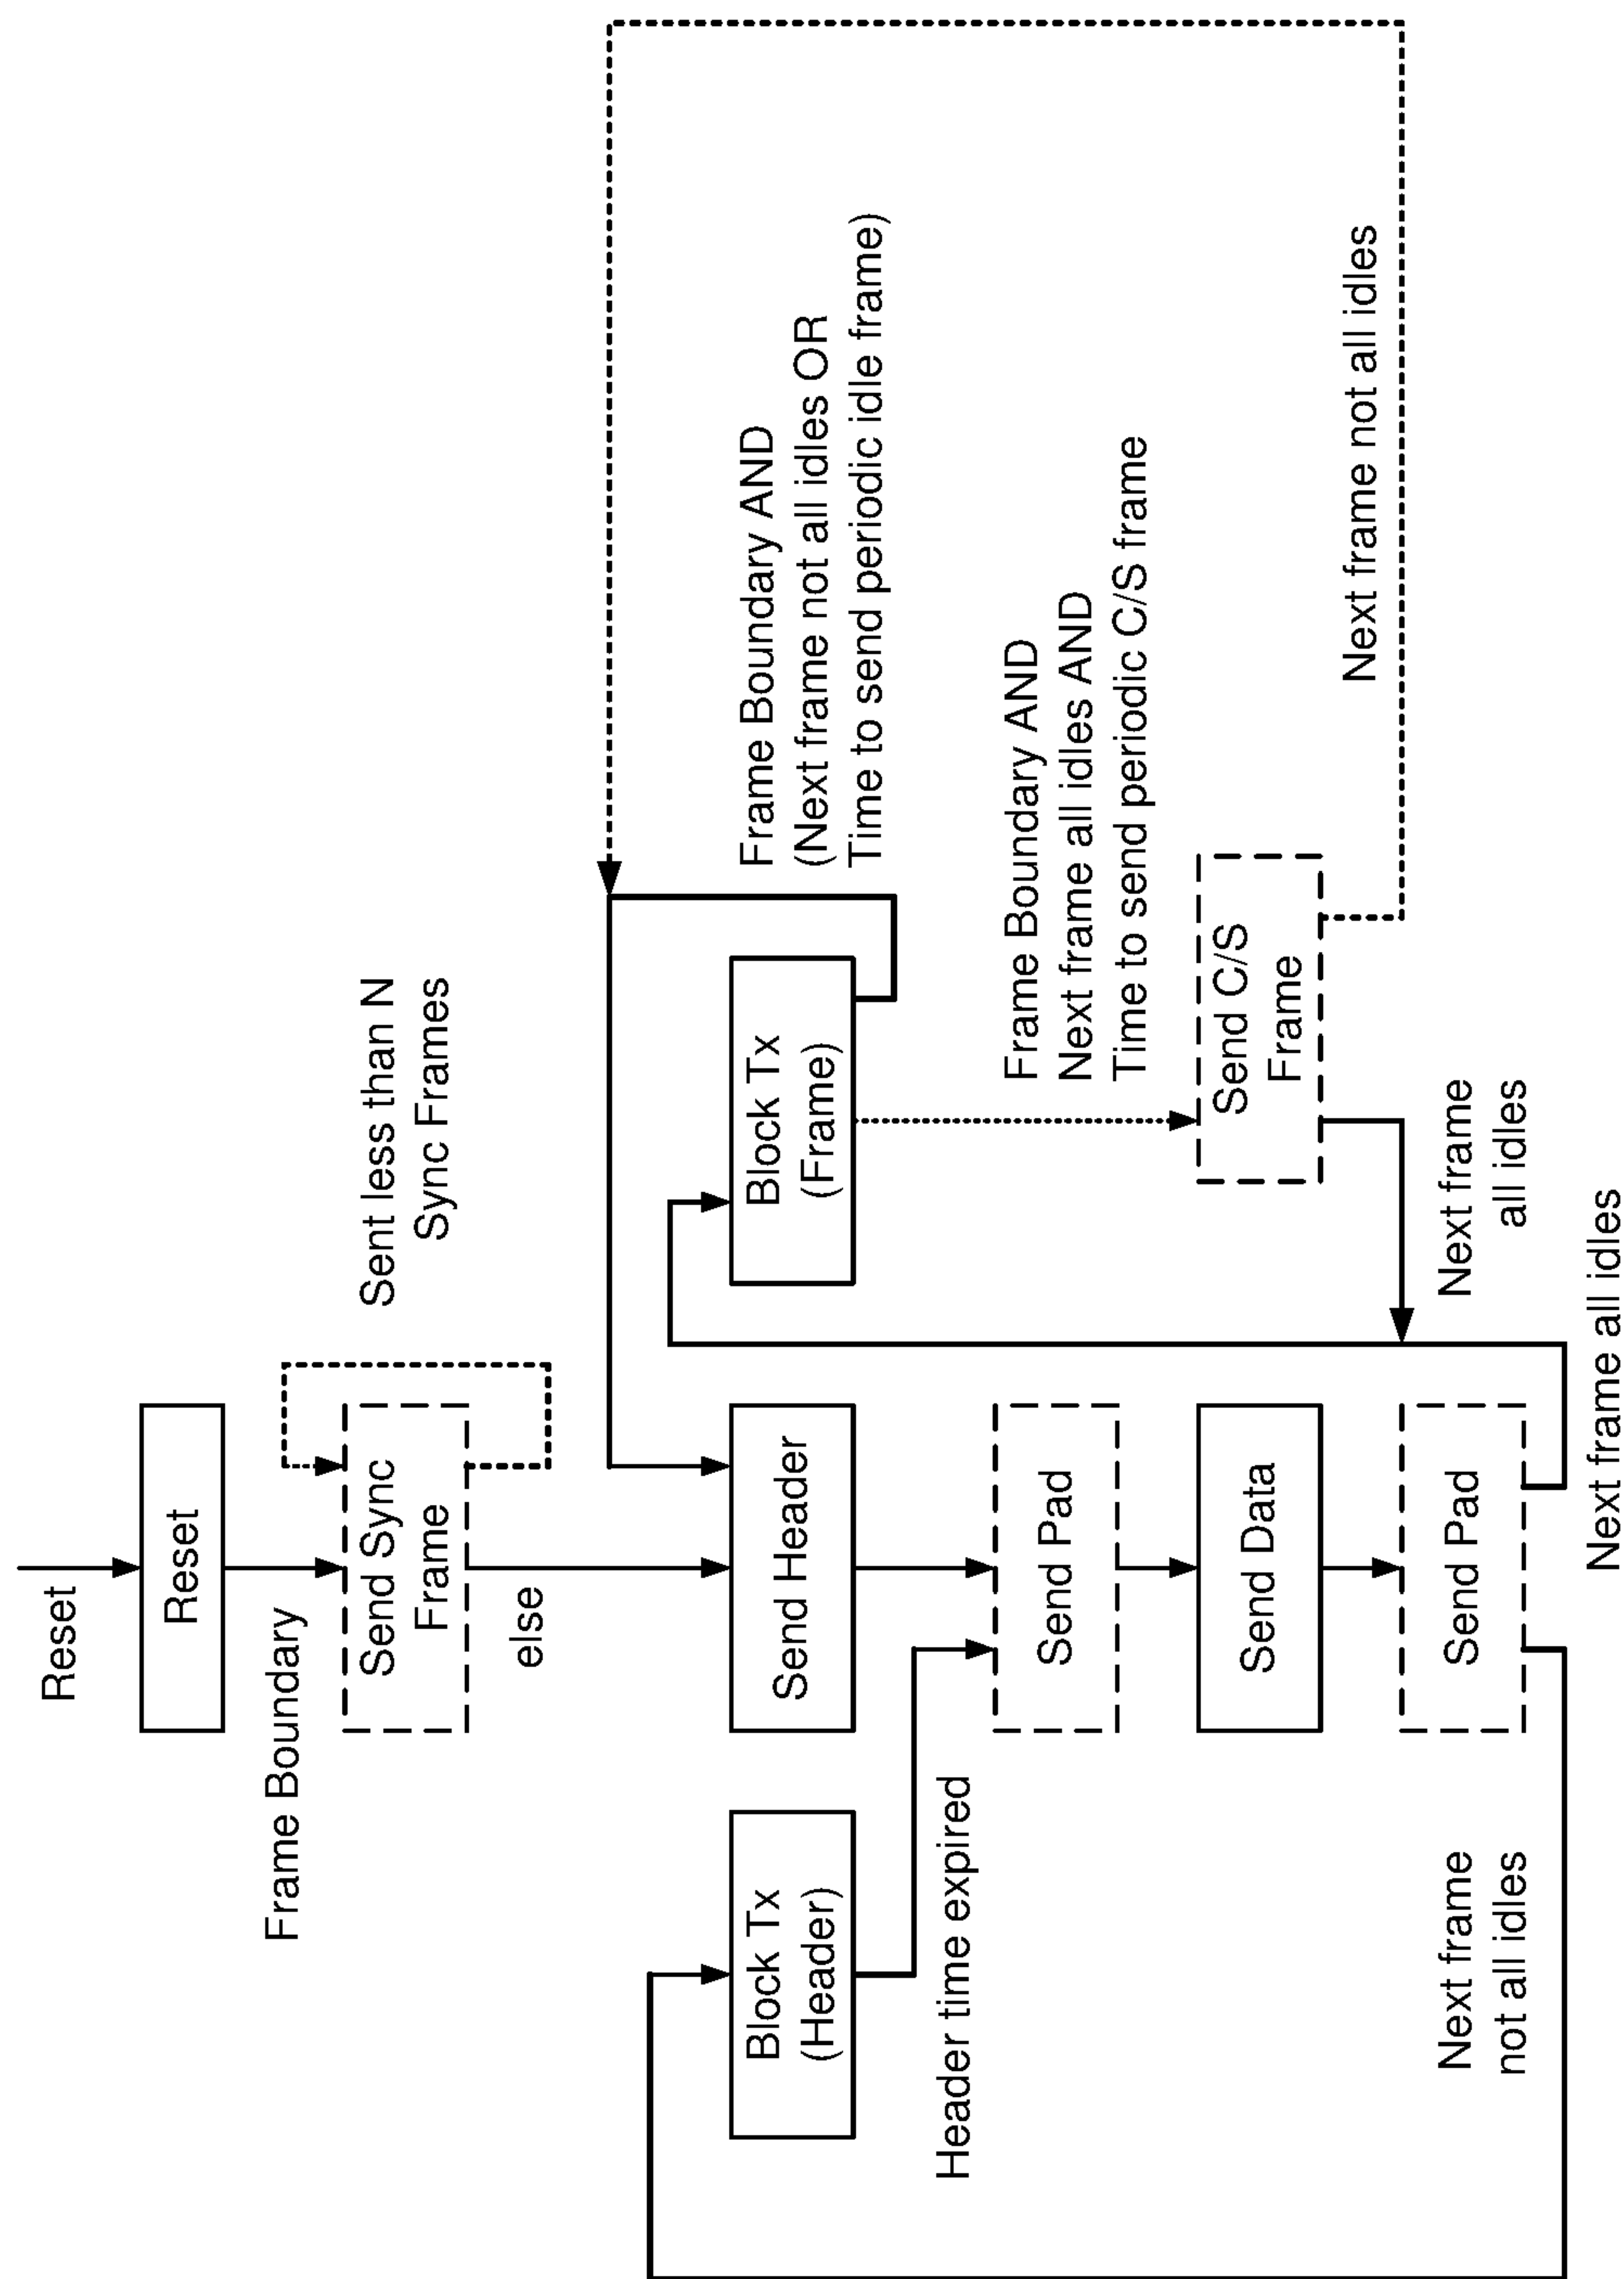 Reset
Reset
Frame Boundary
Send Sync
Frame
Sent less than N
Sync Frames
else
Block Tx
(Header)
Send Header
Block Tx
(Frame)
Frame Boundary AND
(Next frame not all idles OR
Time to send periodic idle frame)
Header time expired
Send Pad
Frame Boundary AND
Next frame all idles AND
Time to send periodic C/S frame
Send Data
Send C/S
Frame
Next frame not all idles
Next frame
not all idles
Send Pad
Next frame
all idles
Next frame all idles